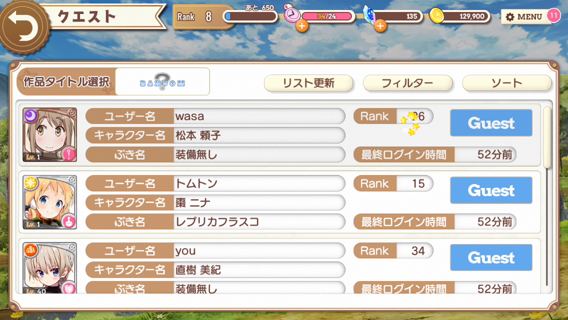 クエスト
Rank 8
あと 650
34/24
135
129,900
MENU 11
作品タイトル選択
RANDOM
リスト更新
フィルター
ソート
ユーザー名 wasa
Rank 26
キャラクター名 松本 頼子
Guest
ぶき名 装備無し
最終ログイン時間 52分前
Lv. 1
ユーザー名 トムトン
Rank 15
キャラクター名 棗 ニナ
Guest
ぶき名 レプリカフラスコ
最終ログイン時間 52分前
Lv. 1
ユーザー名 you
Rank 34
キャラクター名 直樹 美紀
Guest
ぶき名 装備無し
最終ログイン時間 52分前